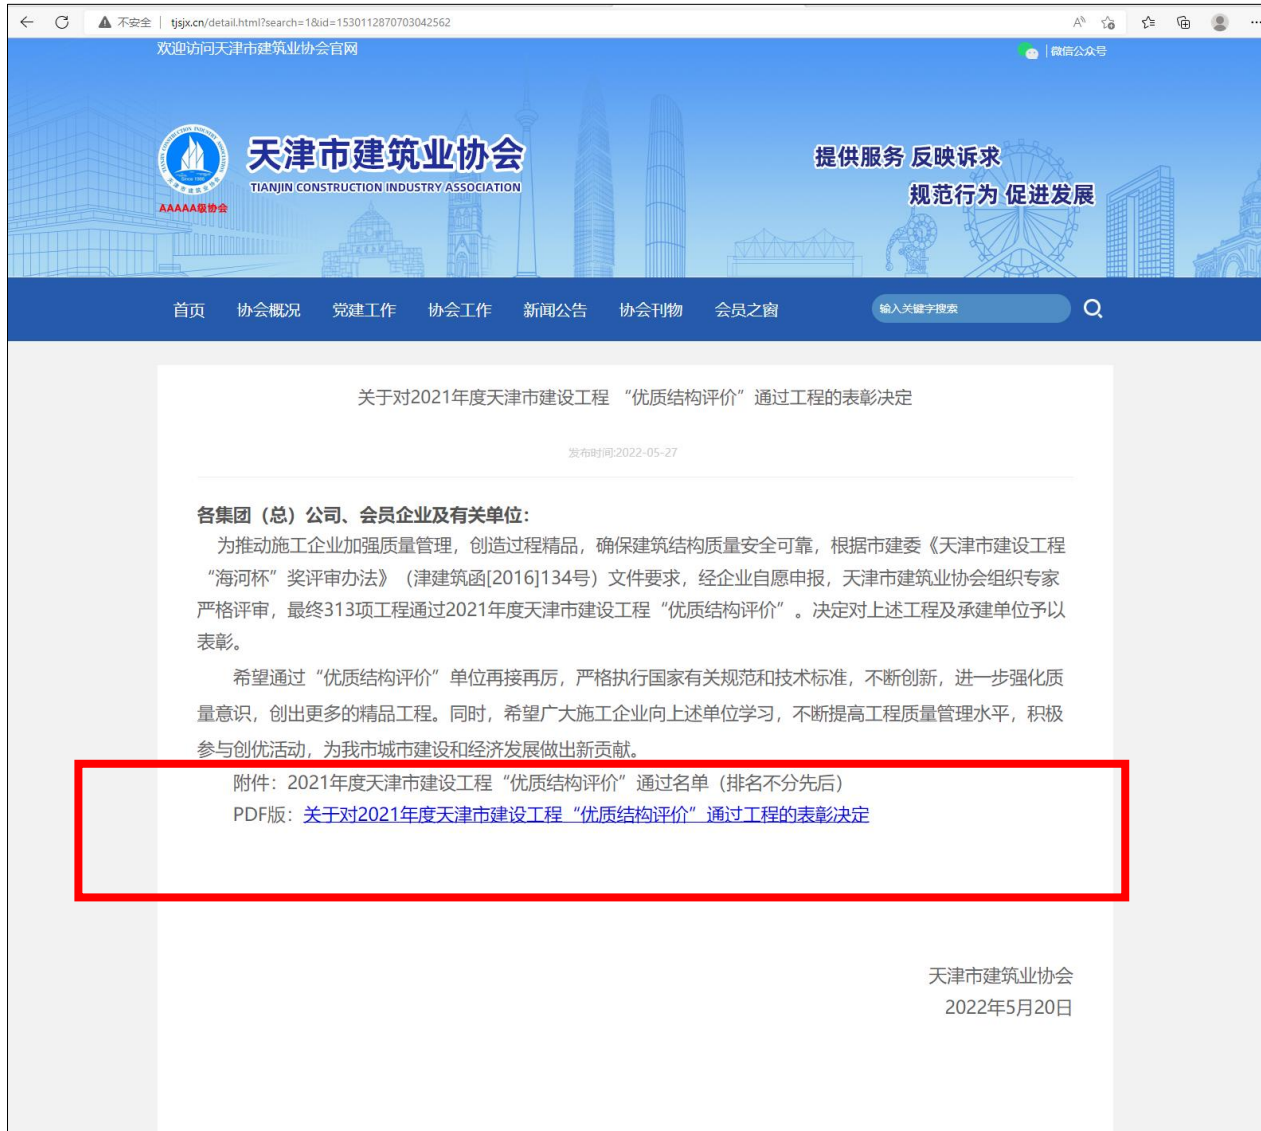 不安全 | tjsjx.cn/detail.html?search=1&id=1530112870703042562
欢迎访问天津市建筑业协会官网
微信公众号
天津市建筑业协会
TIANJIN CONSTRUCTION INDUSTRY ASSOCIATION
AAAAA级协会
提供服务 反映诉求
规范行为 促进发展
首页 协会概况 党建工作 协会工作 新闻公告 协会刊物 会员之窗 输入关键字搜索
关于对2021年度天津市建设工程 “优质结构评价”通过工程的表彰决定
发布时间:2022-05-27
各集团（总）公司、会员企业及有关单位：
为推动施工企业加强质量管理，创造过程精品，确保建筑结构质量安全可靠，根据市建委《天津市建设工程
“海河杯”奖评审办法》（津建筑函[2016]134号）文件要求，经企业自愿申报，天津市建筑业协会组织专家
严格评审，最终313项工程通过2021年度天津市建设工程“优质结构评价”。决定对上述工程及承建单位予以
表彰。
希望通过“优质结构评价”单位再接再厉，严格执行国家有关规范和技术标准，不断创新，进一步强化质
量意识，创出更多的精品工程。同时，希望广大施工企业向上述单位学习，不断提高工程质量管理水平，积极
参与创优活动，为我市城市建设和经济发展做出新贡献。
附件：2021年度天津市建设工程“优质结构评价”通过名单（排名不分先后）
PDF版：关于对2021年度天津市建设工程“优质结构评价”通过工程的表彰决定
天津市建筑业协会
2022年5月20日